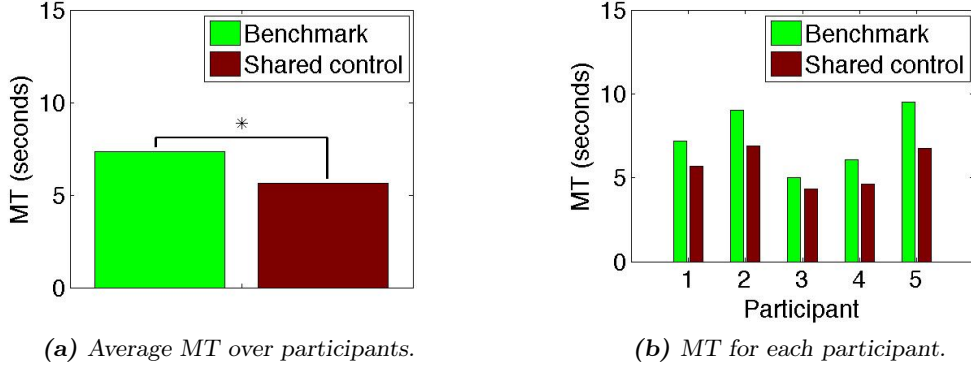 15
10
5
0
MT (seconds)
Benchmark
Shared control
*
(a) Average MT over participants.
15
10
5
0
MT (seconds)
Benchmark
Shared control
1 2 3 4 5
Participant
(b) MT for each participant.